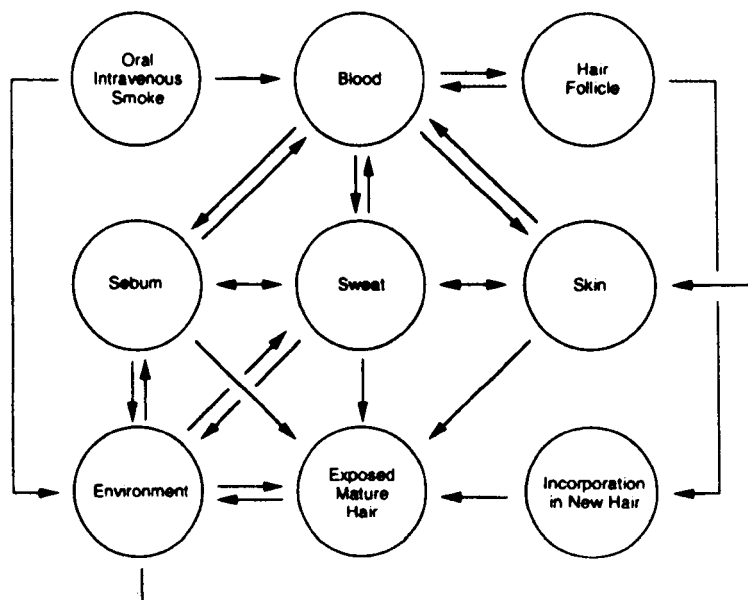 Oral
Intravenous
Smoke
Blood
Hair
Follicle
Sebum
Sweat
Skin
Environment
Exposed
Mature
Hair
Incorporation
in New Hair